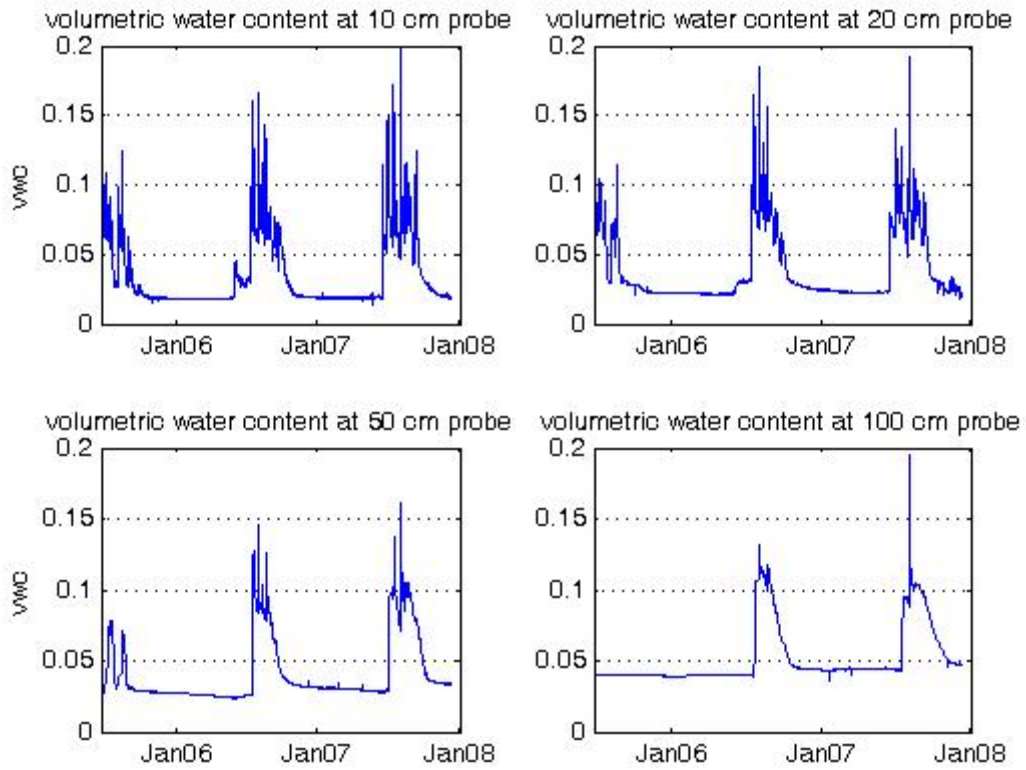 volumetric water content at 10 cm probe
0.2
0.15
0.1
0.05
0
vwc
Jan06 Jan07 Jan08
volumetric water content at 20 cm probe
0.2
0.15
0.1
0.05
0
Jan06 Jan07 Jan08
volumetric water content at 50 cm probe
0.2
0.15
0.1
0.05
0
vwc
Jan06 Jan07 Jan08
volumetric water content at 100 cm probe
0.2
0.15
0.1
0.05
0
Jan06 Jan07 Jan08